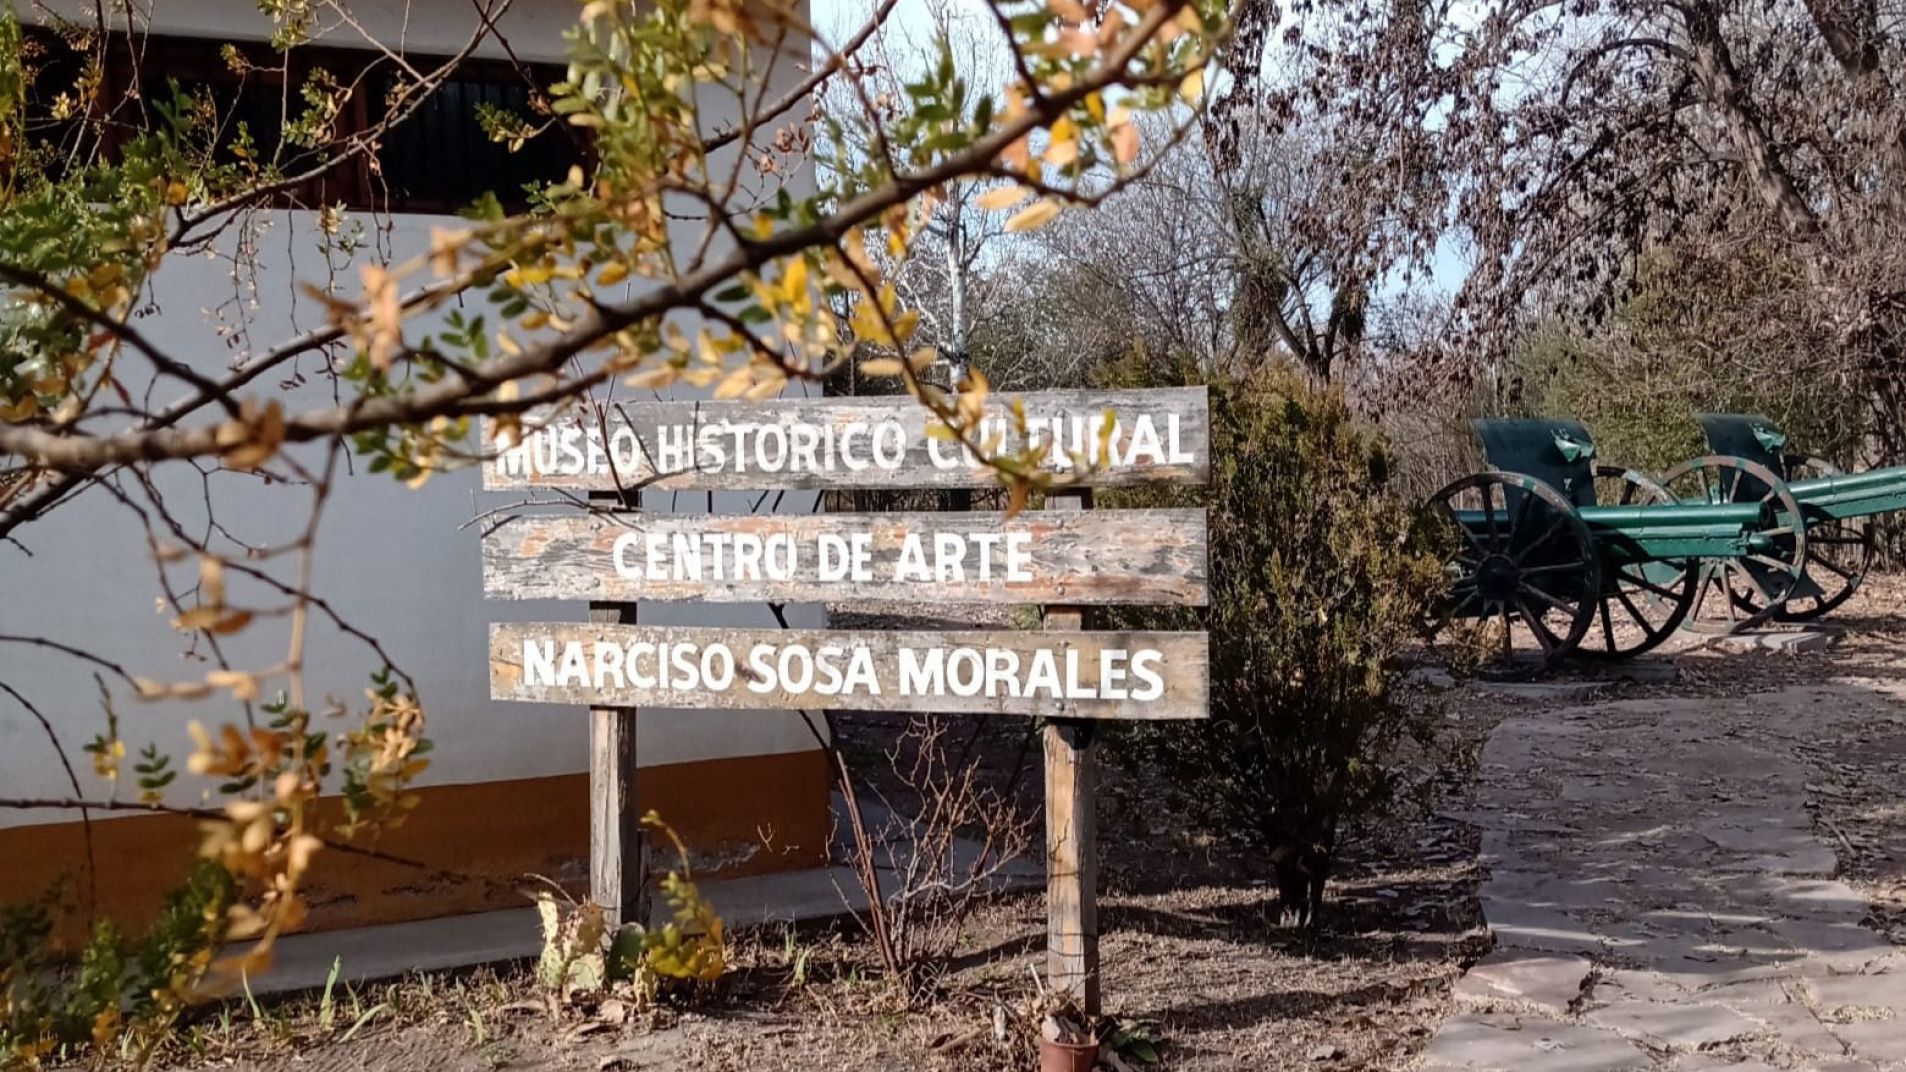 MUSEO HISTORICO CULTURAL
CENTRO DE ARTE
NARCISO SOSA MORALES